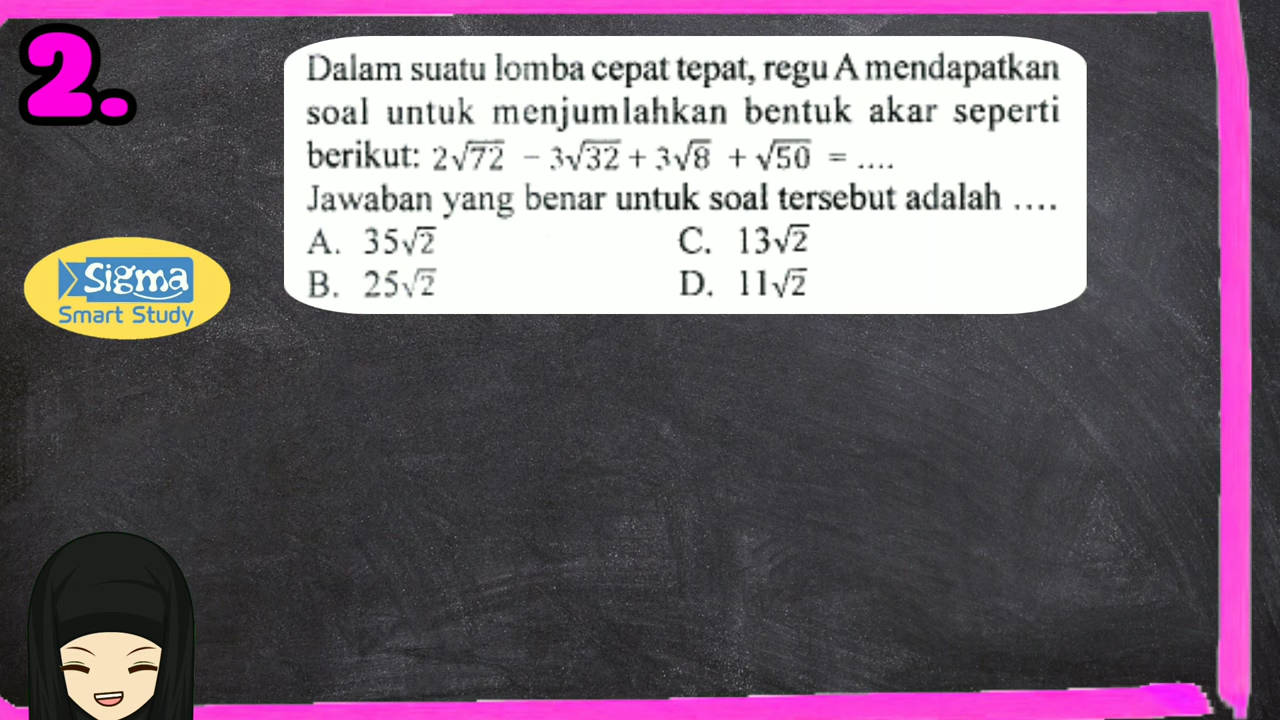 2.
Dalam suatu lomba cepat tepat, regu A mendapatkan
soal untuk menjumlahkan bentuk akar seperti
berikut: 2√72 − 3√32 + 3√8 + √50 = ....
Jawaban yang benar untuk soal tersebut adalah ....
A. 35√2 C. 13√2
B. 25√2 D. 11√2
Sigma
Smart Study